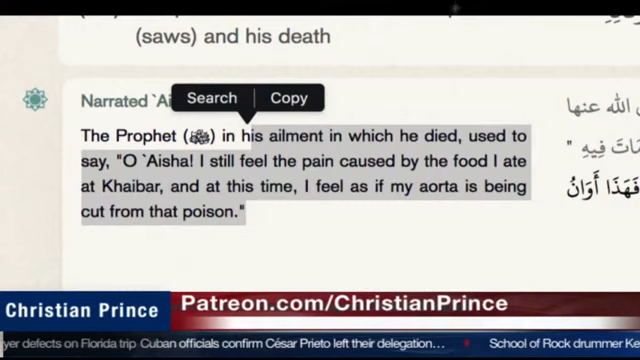 (saws) and his death
Narrated
Search
Copy
الله عنها
The Prophet (ﷺ) in his ailment in which he died, used to
say, "O `Aisha! I still feel the pain caused by the food I ate
at Khaibar, and at this time, I feel as if my aorta is being
cut from that poison."
فِيهِ "
فَهَذَا أَوَانُ
Christian Prince
Patreon.com/ChristianPrince
defects on Florida trip Cuban officials confirm César Prieto left their delegation...
School of Rock drummer